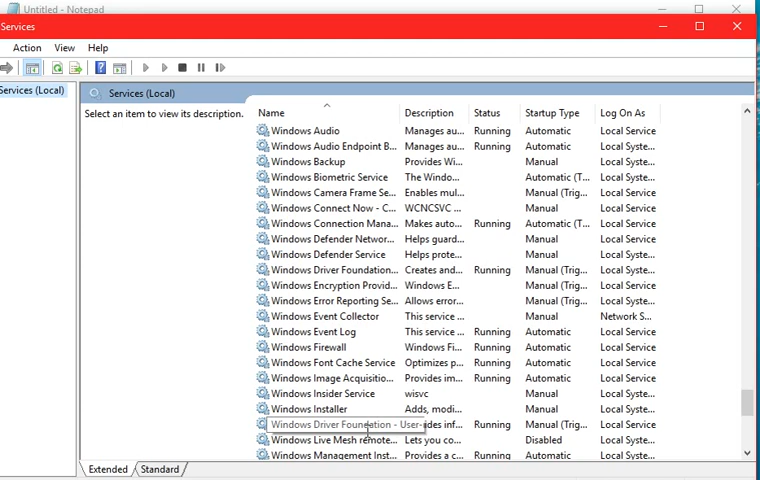 Untitled - Notepad
Services
Action View Help
Services (Local)
Services (Local)
Select an item to view its description.
Name Description Status Startup Type Log On As
Windows Audio Manages au... Running Automatic Local Service
Windows Audio Endpoint B... Manages au... Running Automatic Local Syste...
Windows Backup Provides Wi... Manual Local Syste...
Windows Biometric Service The Windo... Automatic (T... Local Syste...
Windows Camera Frame Se... Enables mul... Manual (Trig... Local Service
Windows Connect Now - C... WCNCSVC ... Manual Local Service
Windows Connection Mana... Makes auto... Running Automatic (T... Local Service
Windows Defender Networ... Helps guard... Manual Local Service
Windows Defender Service Helps prote... Manual Local Syste...
Windows Driver Foundation... Creates and... Running Manual (Trig... Local Syste...
Windows Encryption Provid... Windows E... Manual (Trig... Local Service
Windows Error Reporting Se... Allows error... Manual (Trig... Local Syste...
Windows Event Collector This service ... Manual Network S...
Windows Event Log This service ... Running Automatic Local Service
Windows Firewall Windows Fi... Running Automatic Local Service
Windows Font Cache Service Optimizes p... Running Automatic Local Service
Windows Image Acquisitio... Provides im... Running Automatic Local Service
Windows Insider Service wisvc Manual Local Syste...
Windows Installer Adds, modi... Manual Local Syste...
Windows Driver Foundation - User- ides inf... Running Manual (Trig... Local Syste...
Windows Live Mesh remote... Lets you co... Disabled Local Syste...
Windows Management Inst... Provides a c... Running Automatic Local Syste...
Extended Standard